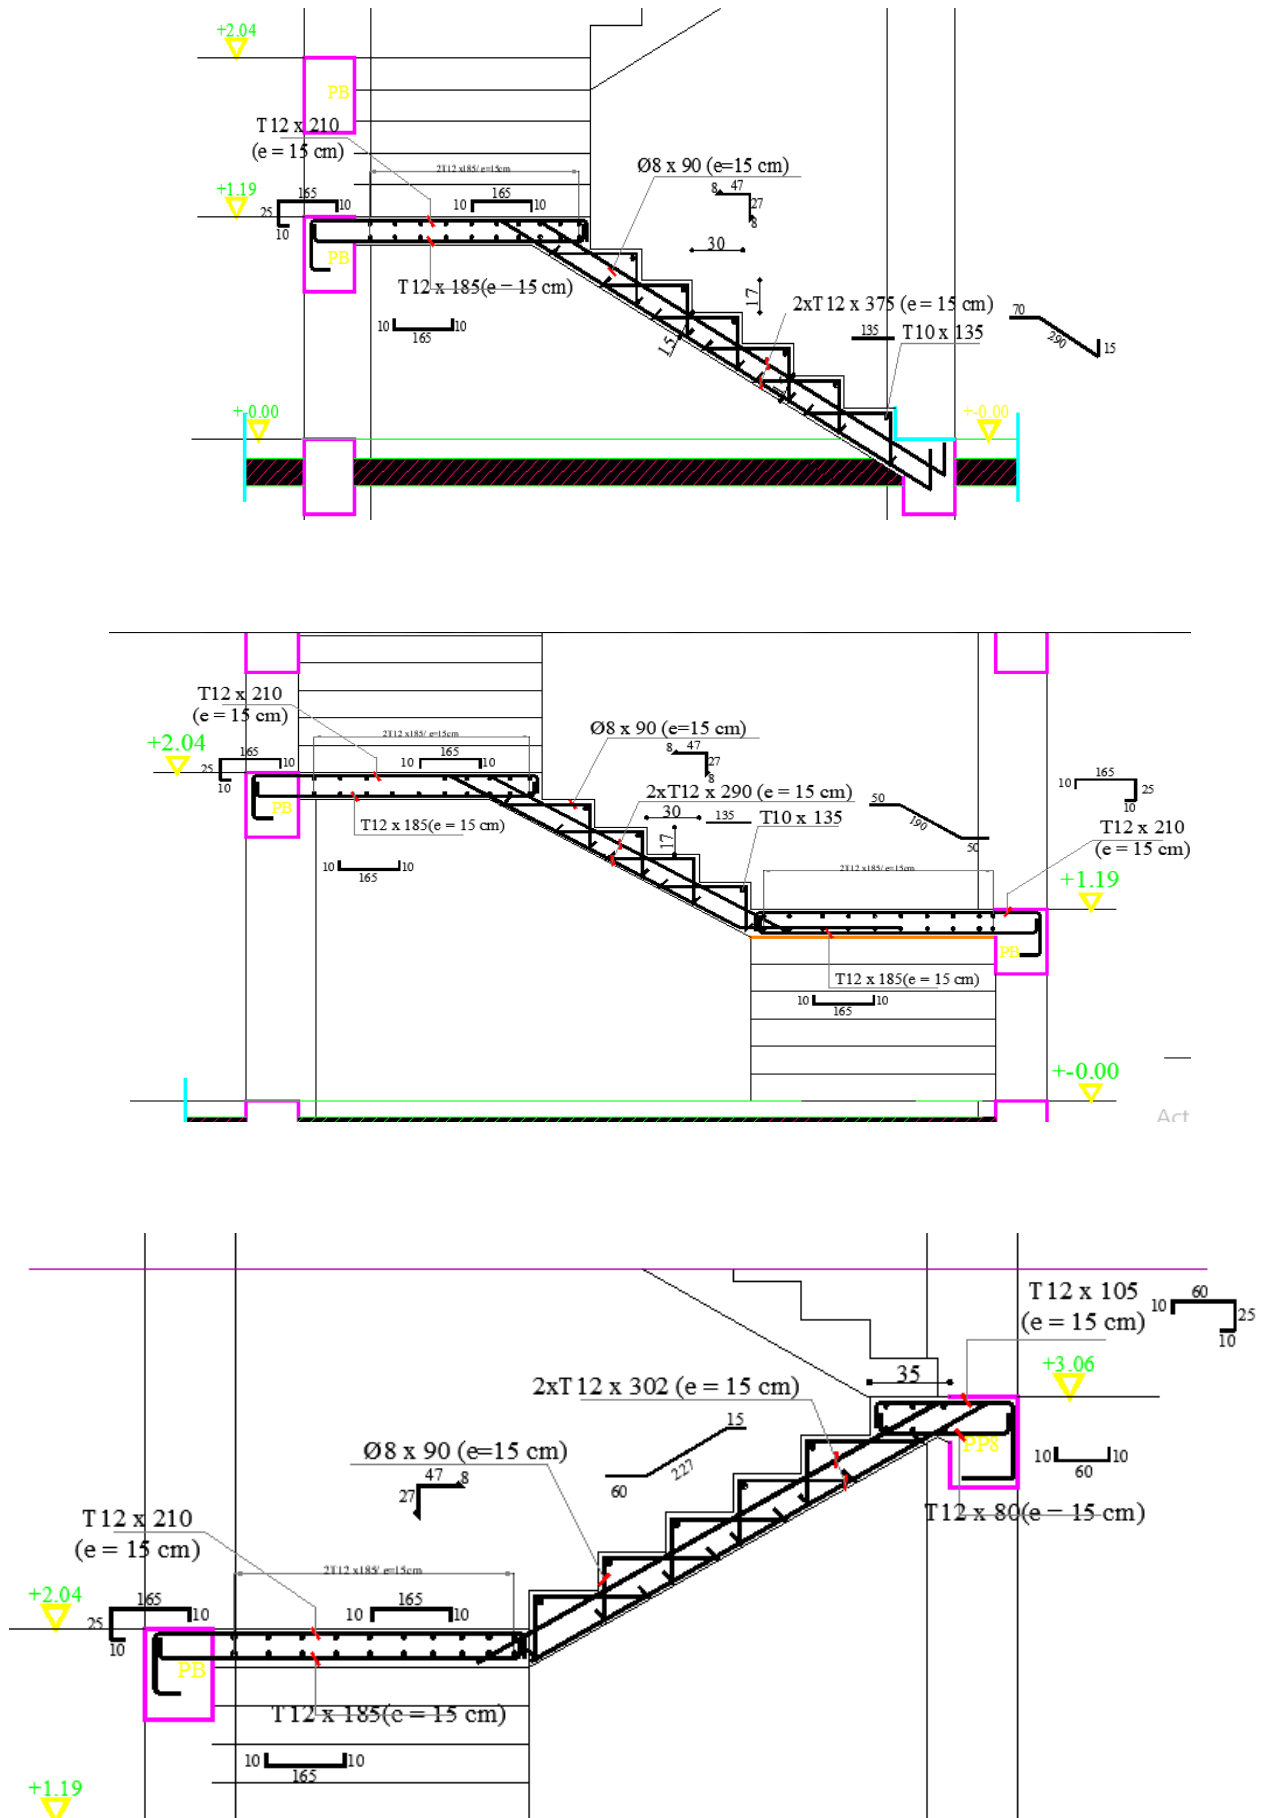 +2.04
PB
T12 x 210
(e = 15 cm)
2T12 x185/ e=15cm
Ø8 x 90 (e=15 cm)
8
47
27
8
+1.19
165
25
10
10
165
10
10
30
PB
T12 x 185(e = 15 cm)
17
2xT12 x 375 (e = 15 cm)
70
290
15
10
10
165
15
135
T10 x 135
+-0.00
+-0.00
T12 x 210
(e = 15 cm)
2T12 x185/ e=15cm
Ø8 x 90 (e=15 cm)
8
47
27
8
+2.04
165
25
10
10
165
10
10
PB
2xT12 x 290 (e = 15 cm)
50
190
50
10
165
25
10
30
135
T10 x 135
17
T12 x 185(e = 15 cm)
T12 x 210
(e = 15 cm)
10
10
165
2T12 x185/ e=15cm
+1.19
PB
T12 x 185(e = 15 cm)
10
10
165
+-0.00
Act
T12 x 105
(e = 15 cm)
10
60
25
10
+3.06
35
2xT12 x 302 (e = 15 cm)
15
227
60
Ø8 x 90 (e=15 cm)
47
8
27
PP8
10
10
60
T12 x 80(e = 15 cm)
T12 x 210
(e = 15 cm)
2T12 x185/ e=15cm
+2.04
165
25
10
10
165
10
10
PB
T12 x 185(e = 15 cm)
10
10
165
+1.19